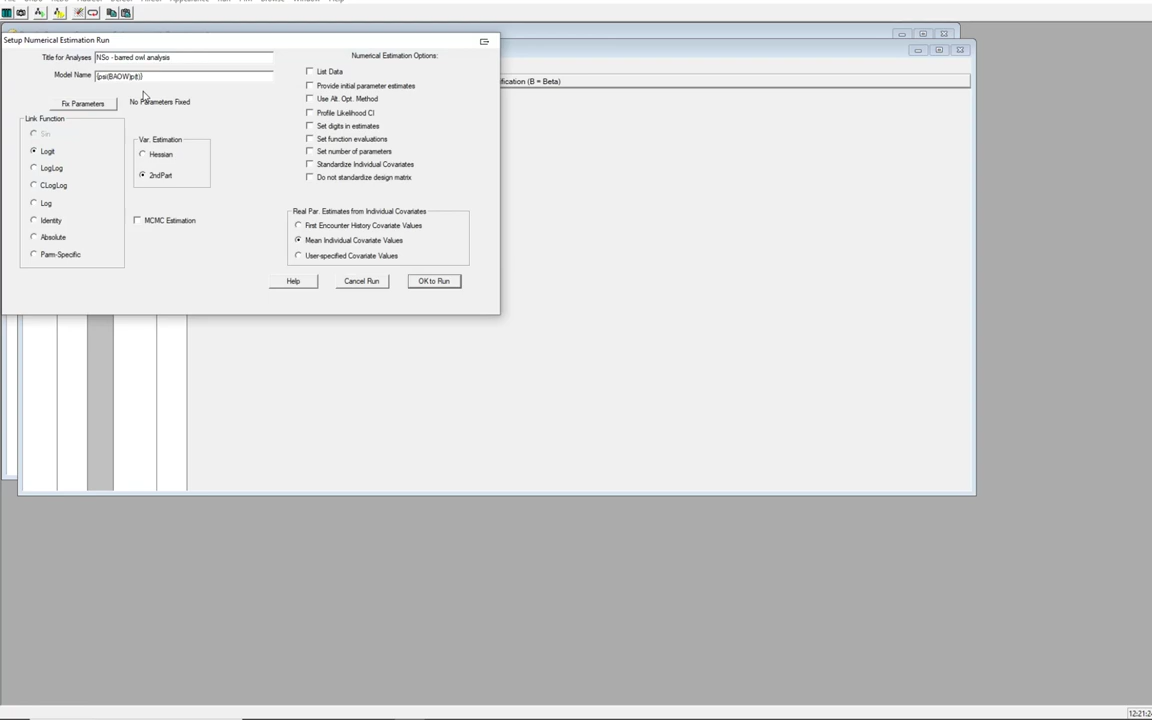 Setup Numerical Estimation Run
Title for Analyses NSo - barred owl analysis
Model Name {psi(BAOW)p(t)}
Fix Parameters No Parameters Fixed
Link Function
Sin
Logit
LogLog
CLogLog
Log
Identity
Absolute
Parm-Specific
Var. Estimation
Hessian
2ndPart
MCMC Estimation
Numerical Estimation Options:
List Data
Provide initial parameter estimates
Use Alt. Opt. Method
Profile Likelihood CI
Set digits in estimates
Set function evaluations
Set number of parameters
Standardize Individual Covariates
Do not standardize design matrix
Real Par. Estimates from Individual Covariates
First Encounter History Covariate Values
Mean Individual Covariate Values
User-specified Covariate Values
Help Cancel Run OK to Run
fication (B = Beta)
12:21:2